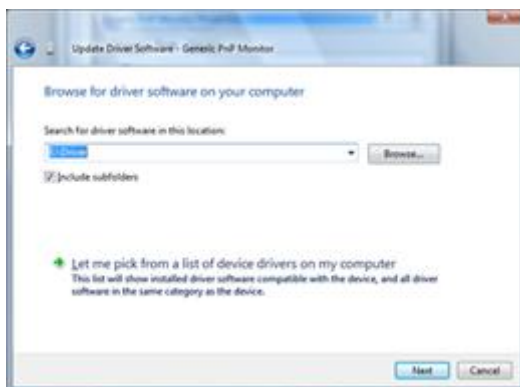 Update Driver Software - Generic PnP Monitor
Browse for driver software on your computer
Search for driver software in this location:
Browse...
Include subfolders
Let me pick from a list of device drivers on my computer
This list will show installed driver software compatible with the device, and all driver
software in the same category as the device.
Next Cancel